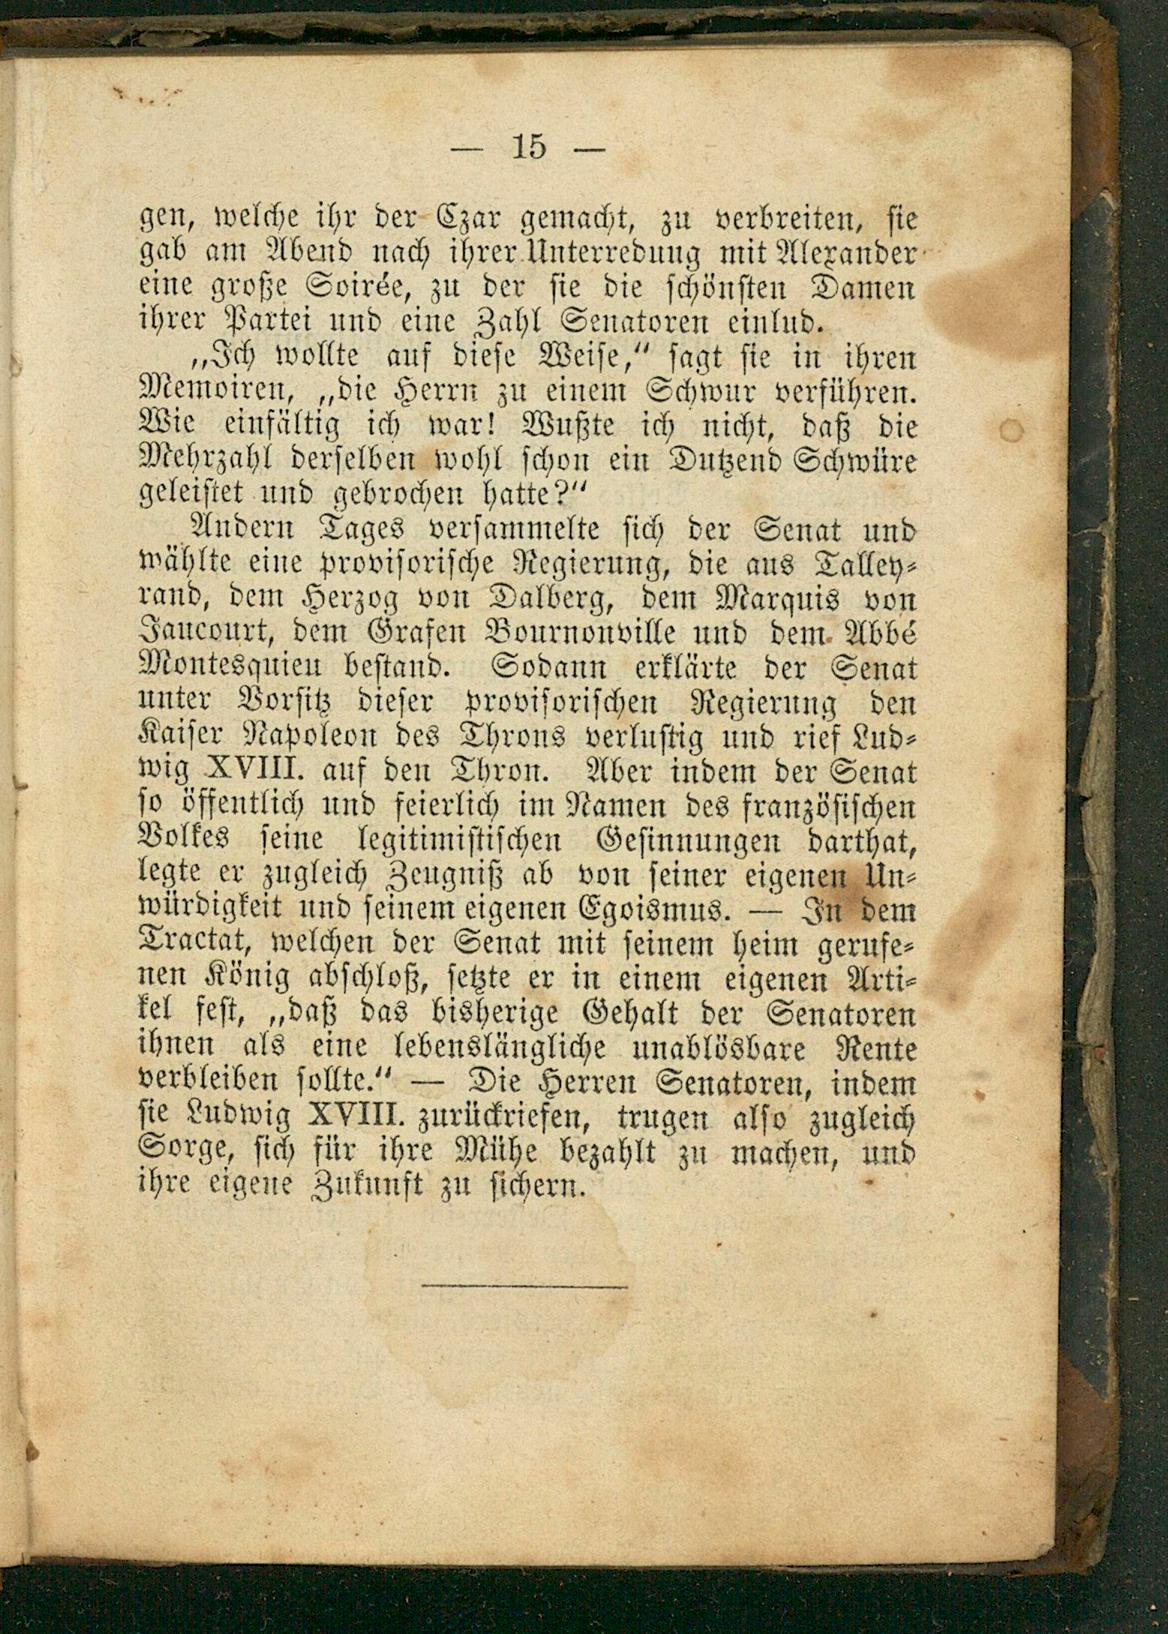 — 15 —
gen, welche ihr der Czar gemacht, zu verbreiten, sie
gab am Abend nach ihrer Unterredung mit Alexander
eine große Soirée, zu der sie die schönsten Damen
ihrer Partei und eine Zahl Senatoren einlud.
„Ich wollte auf diese Weise,“ sagt sie in ihren
Memoiren, „die Herrn zu einem Schwur verführen.
Wie einfältig ich war! Wußte ich nicht, daß die
Mehrzahl derselben wohl schon ein Dutzend Schwüre
geleistet und gebrochen hatte?“
Andern Tages versammelte sich der Senat und
wählte eine provisorische Regierung, die aus Talley-
rand, dem Herzog von Dalberg, dem Marquis von
Jaucourt, dem Grafen Bournonville und dem Abbé
Montesquieu bestand. Sodann erklärte der Senat
unter Vorsitz dieser provisorischen Regierung den
Kaiser Napoleon des Throns verlustig und rief Lud-
wig XVIII. auf den Thron. Aber indem der Senat
so öffentlich und feierlich im Namen des französischen
Volkes seine legitimistischen Gesinnungen darthat,
legte er zugleich Zeugniß ab von seiner eigenen Un-
würdigkeit und seinem eigenen Egoismus. — In dem
Tractat, welchen der Senat mit seinem heim gerufe-
nen König abschloß, setzte er in einem eigenen Arti-
kel fest, „daß das bisherige Gehalt der Senatoren
ihnen als eine lebenslängliche unablösbare Rente
verbleiben sollte.“ — Die Herren Senatoren, indem
sie Ludwig XVIII. zurückriefen, trugen also zugleich
Sorge, sich für ihre Mühe bezahlt zu machen, und
ihre eigene Zukunft zu sichern.